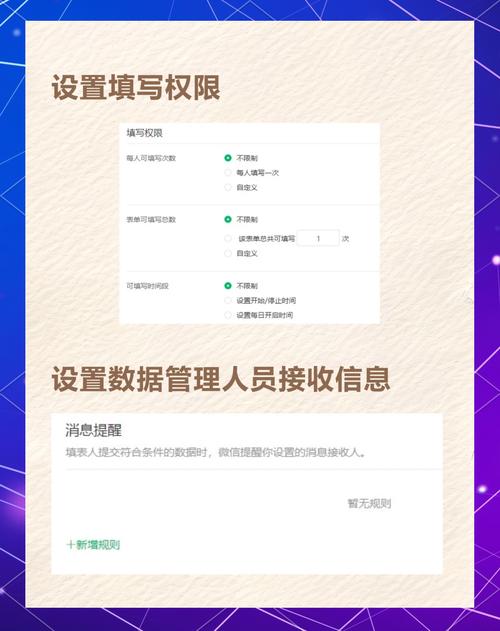 设置填写权限
填写权限
每人可填写次数 不限制
每人填写一次
自定义
表单可填写总数 不限制
该表单总共可填写 1 次
自定义
可填写时间段 不限制
设置开始/停止时间
设置每日开启时间
设置数据管理人员接收信息
消息提醒
填表人提交符合条件的数据时，微信提醒你设置的消息接收人。
暂无规则
+新增规则